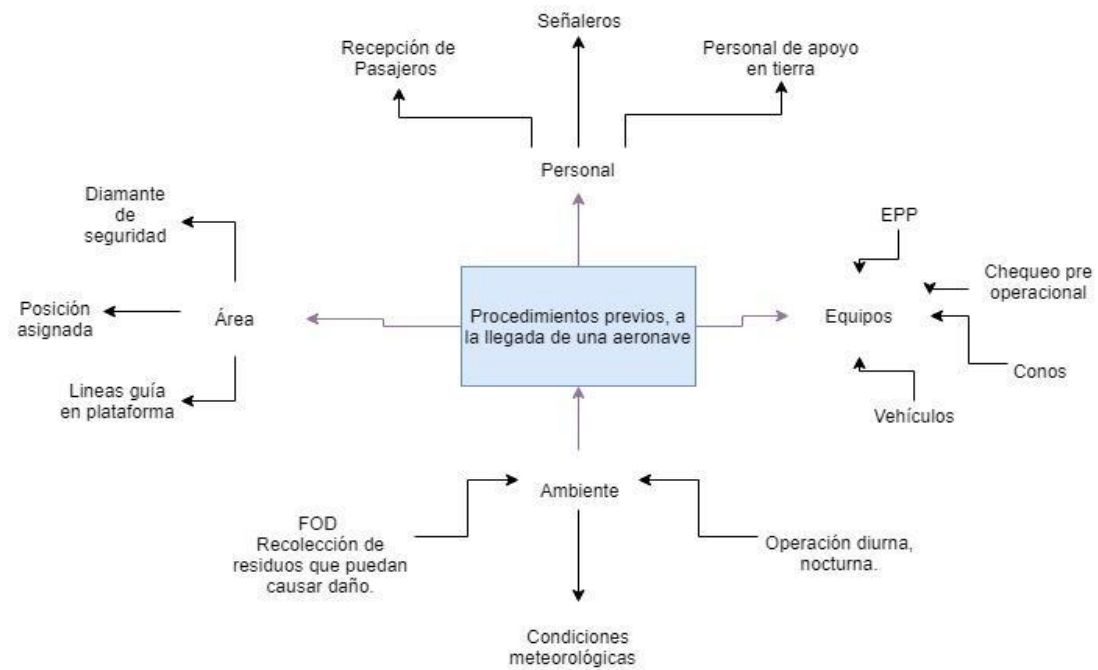 Señaleros
Recepción de
Pasajeros
Personal de apoyo
en tierra
Personal
Diamante
de
seguridad
Posición
asignada
Área
Lineas guía
en plataforma
Procedimientos previos, a
la llegada de una aeronave
EPP
Chequeo pre
operacional
Equipos
Conos
Vehículos
Ambiente
FOD
Recolección de
residuos que puedan
causar daño.
Operación diurna,
nocturna.
Condiciones
meteorológicas